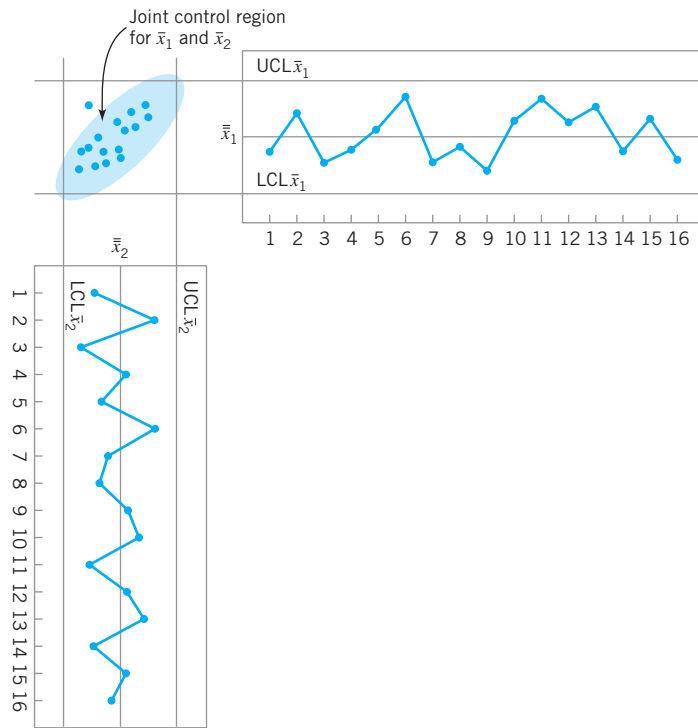 Joint control region
for x̄₁ and x̄₂
UCLx̄₁
x̿₁
LCLx̄₁
1 2 3 4 5 6 7 8 9 10 11 12 13 14 15 16
x̿₂
LCLx̄₂
UCLx̄₂
1
2
3
4
5
6
7
8
9
10
11
12
13
14
15
16